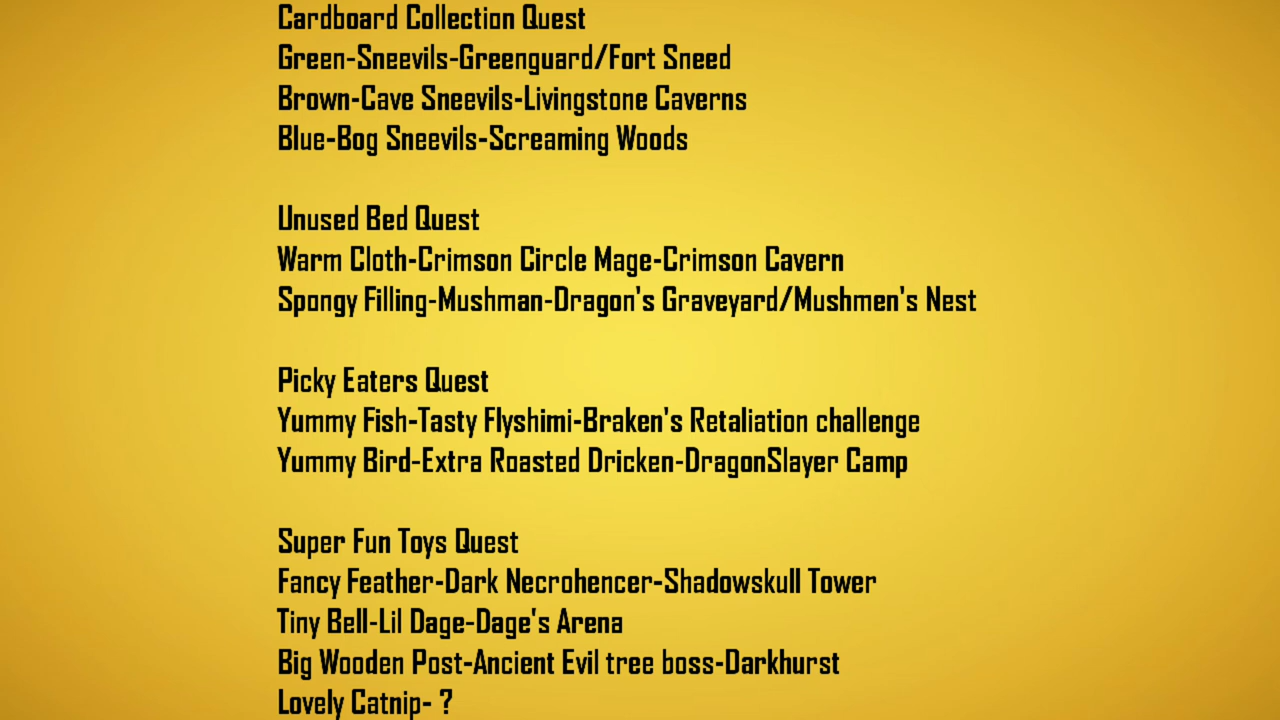 Cardboard Collection Quest
Green-Sneevils-Greenguard/Fort Sneed
Brown-Cave Sneevils-Livingstone Caverns
Blue-Bog Sneevils-Screaming Woods
Unused Bed Quest
Warm Cloth-Crimson Circle Mage-Crimson Cavern
Spongy Filling-Mushman-Dragon's Graveyard/Mushmen's Nest
Picky Eaters Quest
Yummy Fish-Tasty Flyshimi-Braken's Retaliation challenge
Yummy Bird-Extra Roasted Dricken-DragonSlayer Camp
Super Fun Toys Quest
Fancy Feather-Dark Necrohencer-Shadowskull Tower
Tiny Bell-Lil Dage-Dage's Arena
Big Wooden Post-Ancient Evil tree boss-Darkhurst
Lovely Catnip- ?